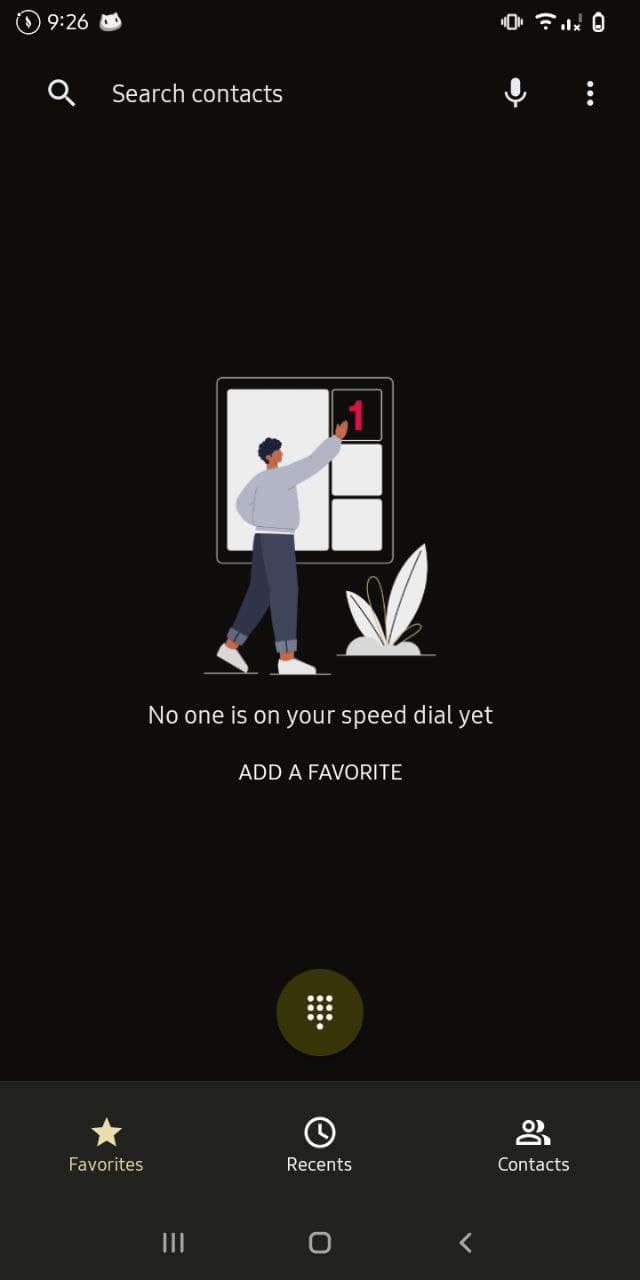 9:26
Search contacts
1
No one is on your speed dial yet
ADD A FAVORITE
Favorites
Recents
Contacts